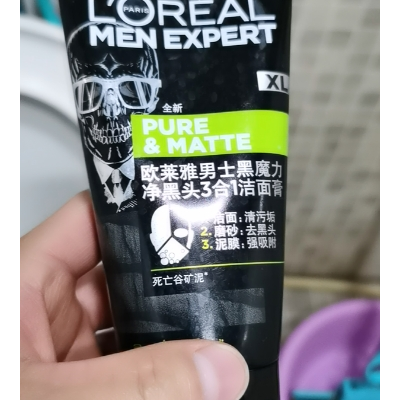 L'ORÉAL
PARIS
MEN EXPERT
XL
全新
PURE
& MATTE
欧莱雅男士黑魔力
净黑头3合1洁面膏
洁面:清污垢
2.磨砂:去黑头
3.泥膜:强吸附
死亡谷矿泥*